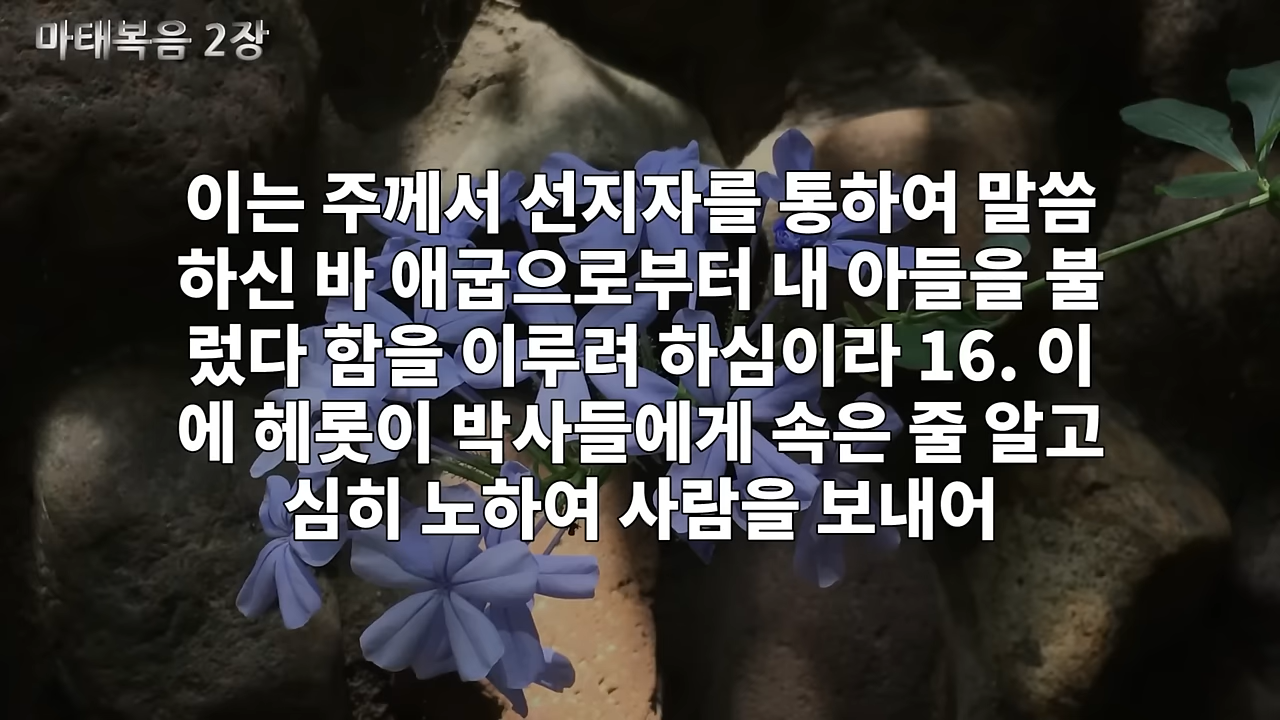 마태복음 2장
이는 주께서 선지자를 통하여 말씀
하신 바 애굽으로부터 내 아들을 불
렀다 함을 이루려 하심이라 16. 이
에 헤롯이 박사들에게 속은 줄 알고
심히 노하여 사람을 보내어